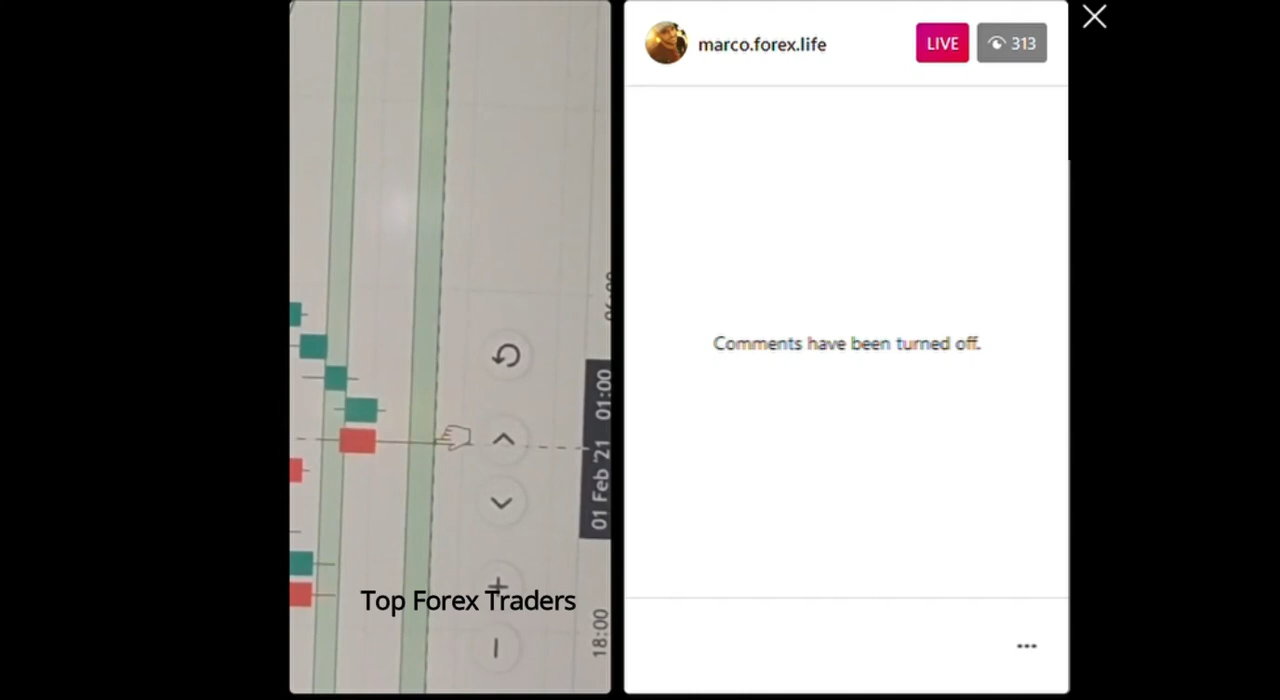 marco.forex.life
LIVE
313
Comments have been turned off.
01 Feb '21 01:00
18:00
Top Forex Traders